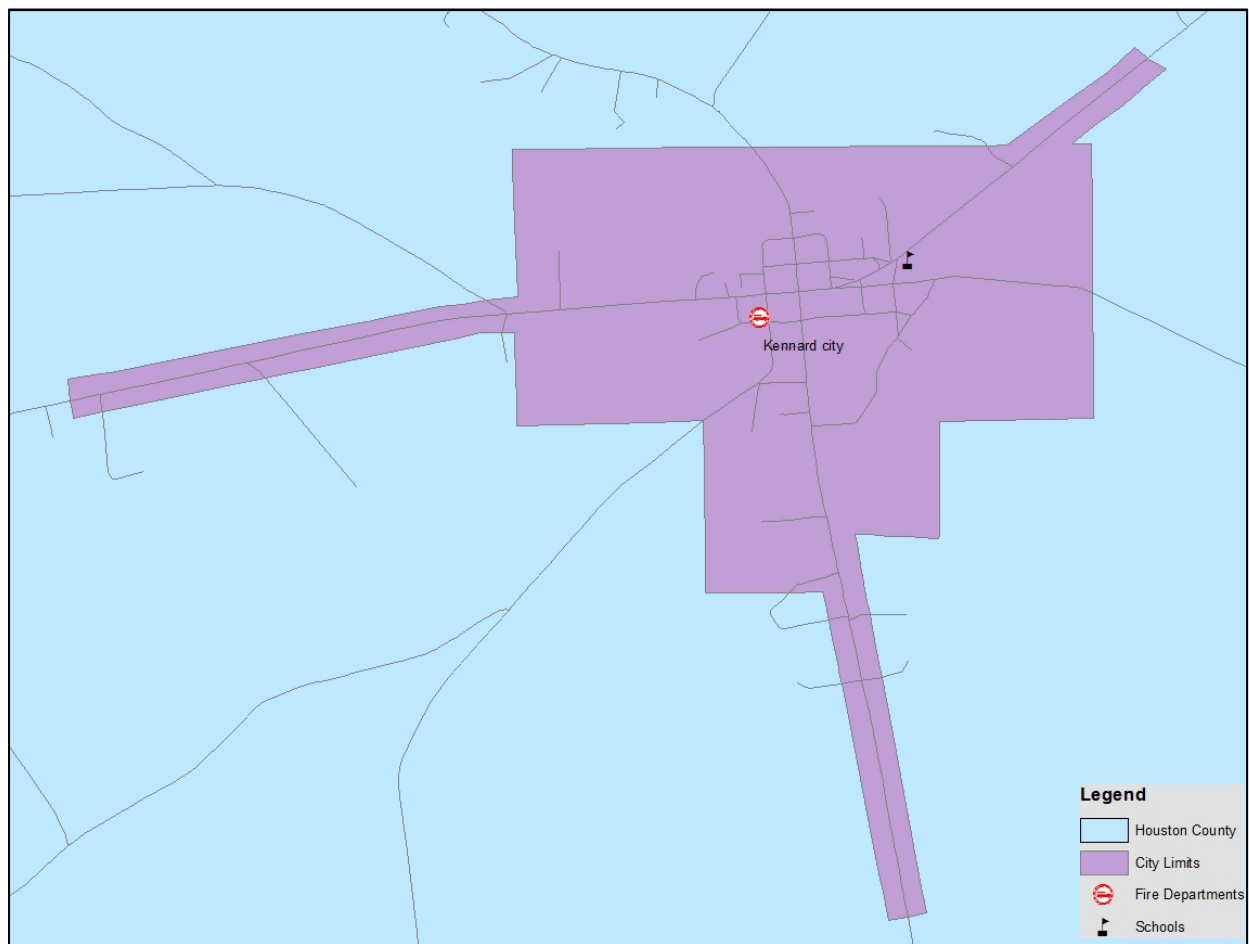 Kennard city
Legend
Houston County
City Limits
Fire Departments
Schools